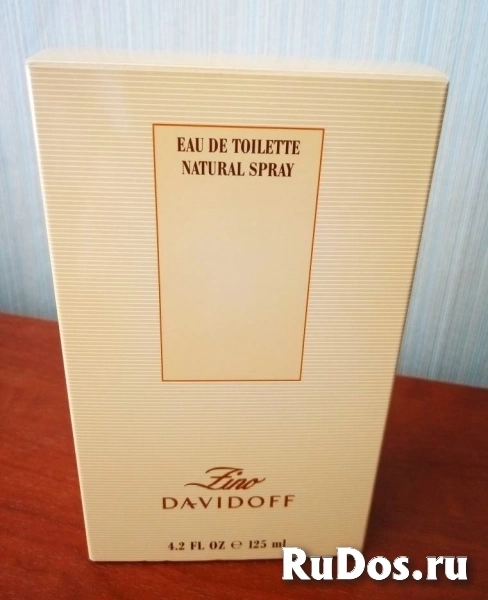 EAU DE TOILETTE
NATURAL SPRAY
Zino
DAVIDOFF
4.2 FL OZ ℮ 125 ml
RuDos.ru